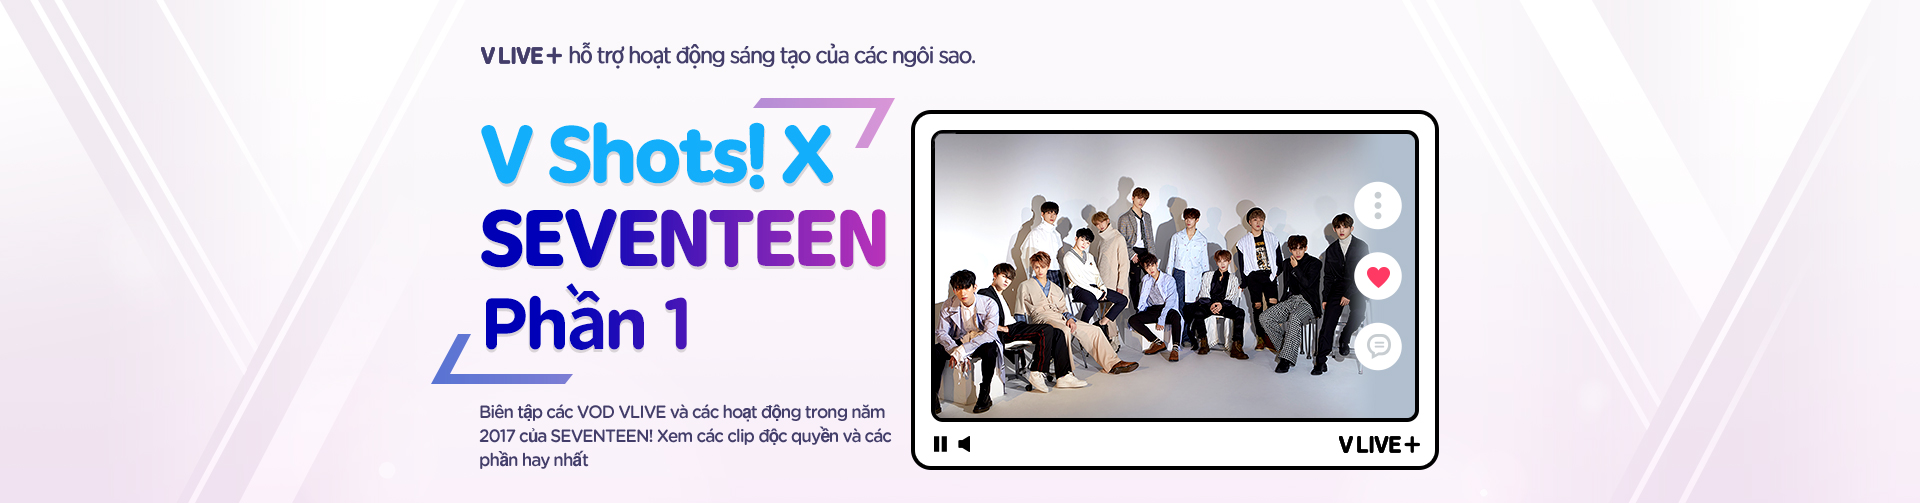 V LIVE+ hỗ trợ hoạt động sáng tạo của các ngôi sao.
V Shots! X
SEVENTEEN
Phần 1
Biên tập các VOD VLIVE và các hoạt động trong năm
2017 của SEVENTEEN! Xem các clip độc quyền và các
phần hay nhất
V LIVE+